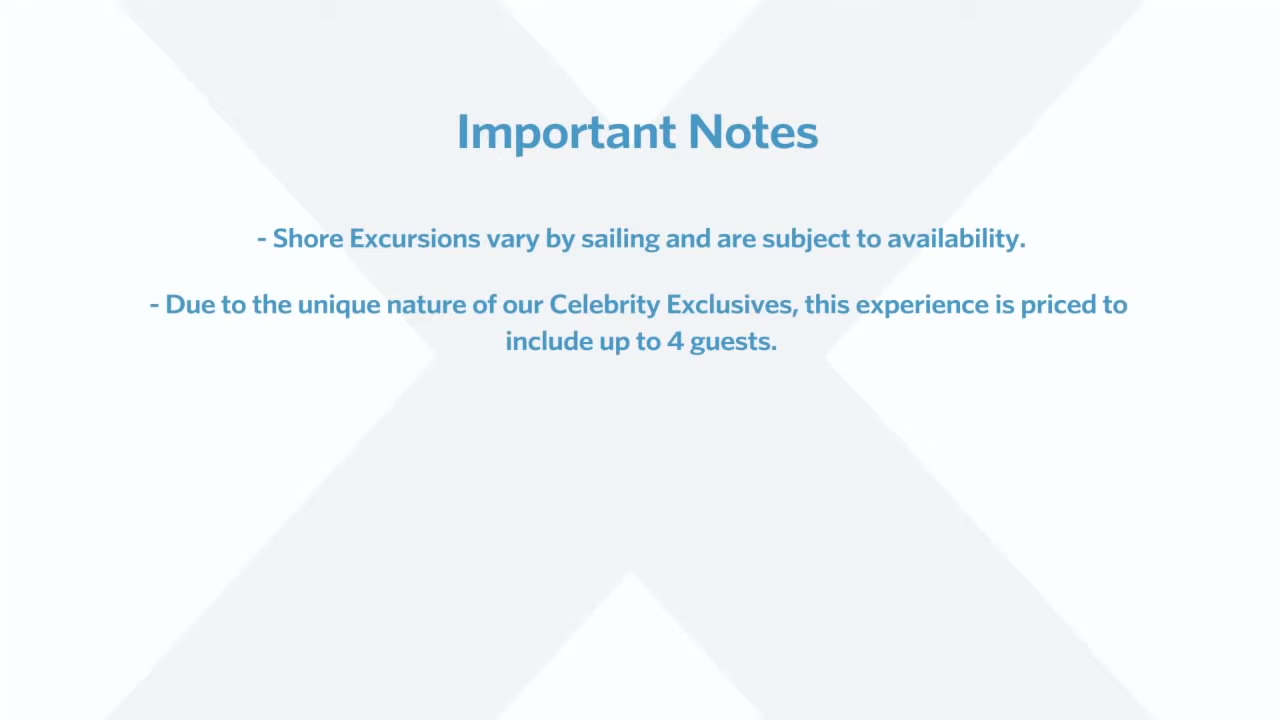 Important Notes
- Shore Excursions vary by sailing and are subject to availability.
- Due to the unique nature of our Celebrity Exclusives, this experience is priced to
include up to 4 guests.